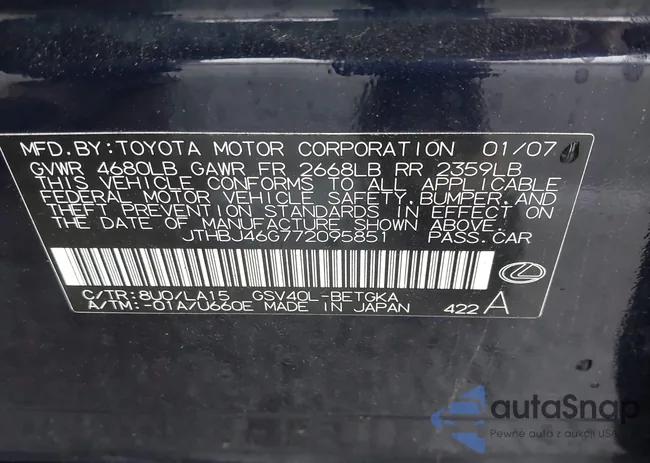 MFD.BY:TOYOTA MOTOR CORPORATION 01/07
GVWR 4680LB GAWR FR 2668LB RR 2359LB
THIS VEHICLE CONFORMS TO ALL APPLICABLE
FEDERAL MOTOR VEHICLE SAFETY,BUMPER,AND
THEFT PREVENTION STANDARDS IN EFFECT ON
THE DATE OF MANUFACTURE SHOWN ABOVE.
JTHBJ46G772095851 PASS.CAR
C/TR:8U0/LA15 GSV40L-BETGKA
A/TM:-01A/U660E MADE IN JAPAN 422 A
autaSnap
Pewne auta z aukcji USA